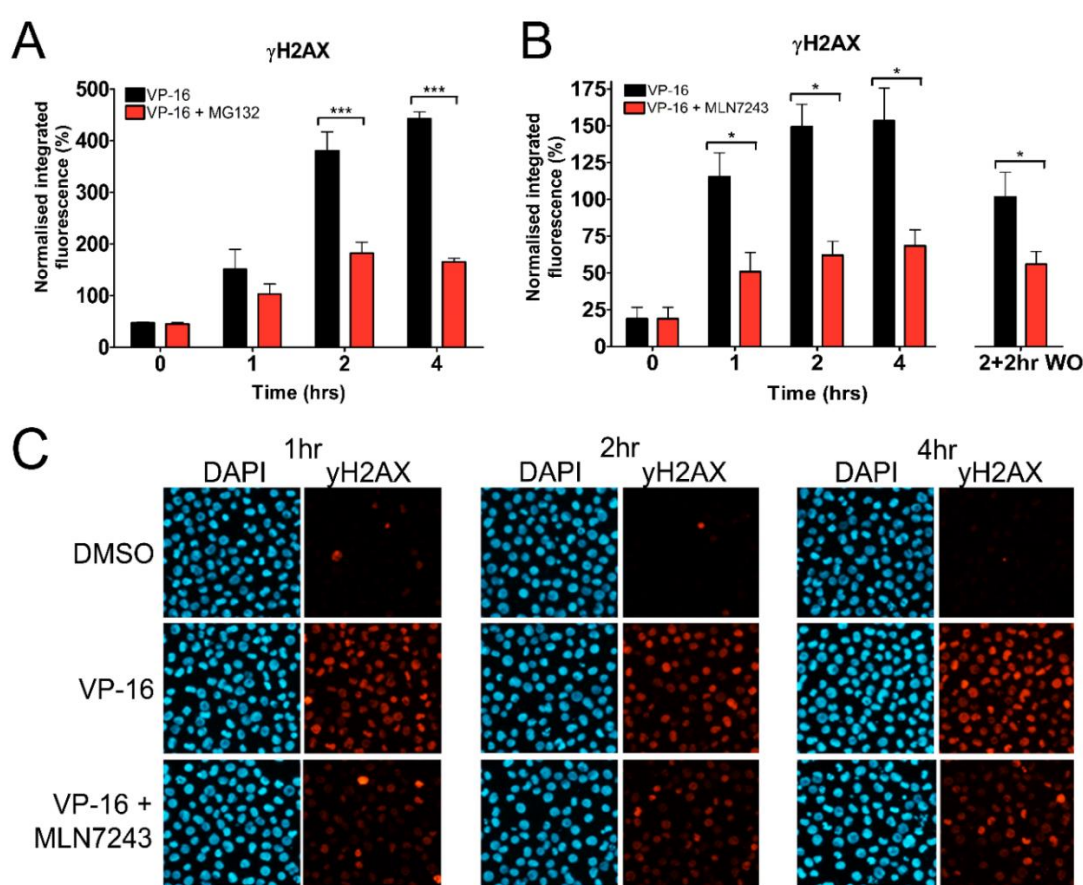 A
γH2AX
VP-16
VP-16 + MG132
***
***
Normalised integrated
fluorescence (%)
500
400
300
200
100
0
0 1 2 4
Time (hrs)
B
γH2AX
VP-16
VP-16 + MLN7243
*
*
*
*
Normalised integrated
fluorescence (%)
175
150
125
100
75
50
25
0
0 1 2 4 2+2hr WO
Time (hrs)
C
1hr 2hr 4hr
DAPI yH2AX DAPI yH2AX DAPI yH2AX
DMSO
VP-16
VP-16 +
MLN7243